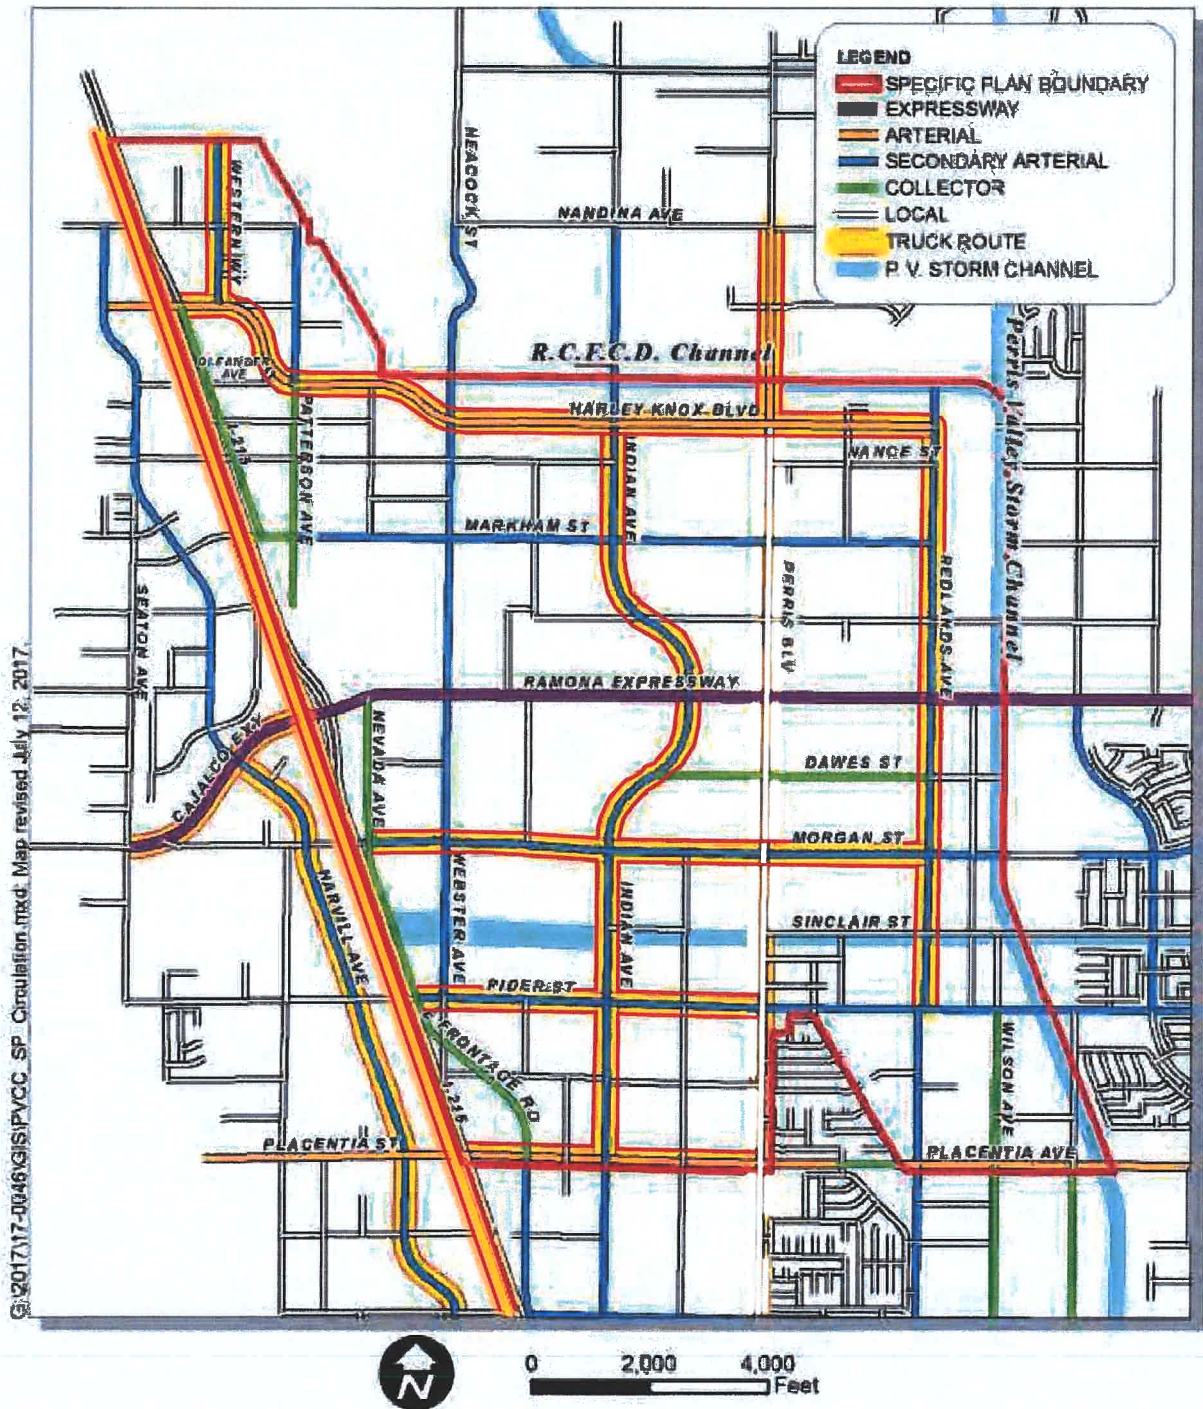 LEGEND
SPECIFIC PLAN BOUNDARY
EXPRESSWAY
ARTERIAL
SECONDARY ARTERIAL
COLLECTOR
LOCAL
TRUCK ROUTE
P. V. STORM CHANNEL
WESTERN WAY
HEACOCK ST
NANDINA AVE
R.C.F.C.D. Channel
OLEANDER
AVE
HARLEY KNOX BLVD
Perris Valley Storm Channel
I-215
PATTERSON AVE
INDIAN AVE
NANCE ST
MARKHAM ST
SEATON AVE
PERRIS BLV
REDLANDS AVE
RAMONA EXPRESSWAY
CAJALCO EXY
NEVADA AVE
DAWES ST
MORGAN ST
HARVILL AVE
WEBSTER AVE
INDIAN AVE
SINCLAIR ST
RIDER ST
E FRONTAGE RD
WILSON AVE
I-215
PLACENTIA ST
PLACENTIA AVE
G:\2017\17-0046\GIS\PVCC_SP_Circulation.mxd; Map revised July 12, 2017.
N
0 2,000 4,000
Feet